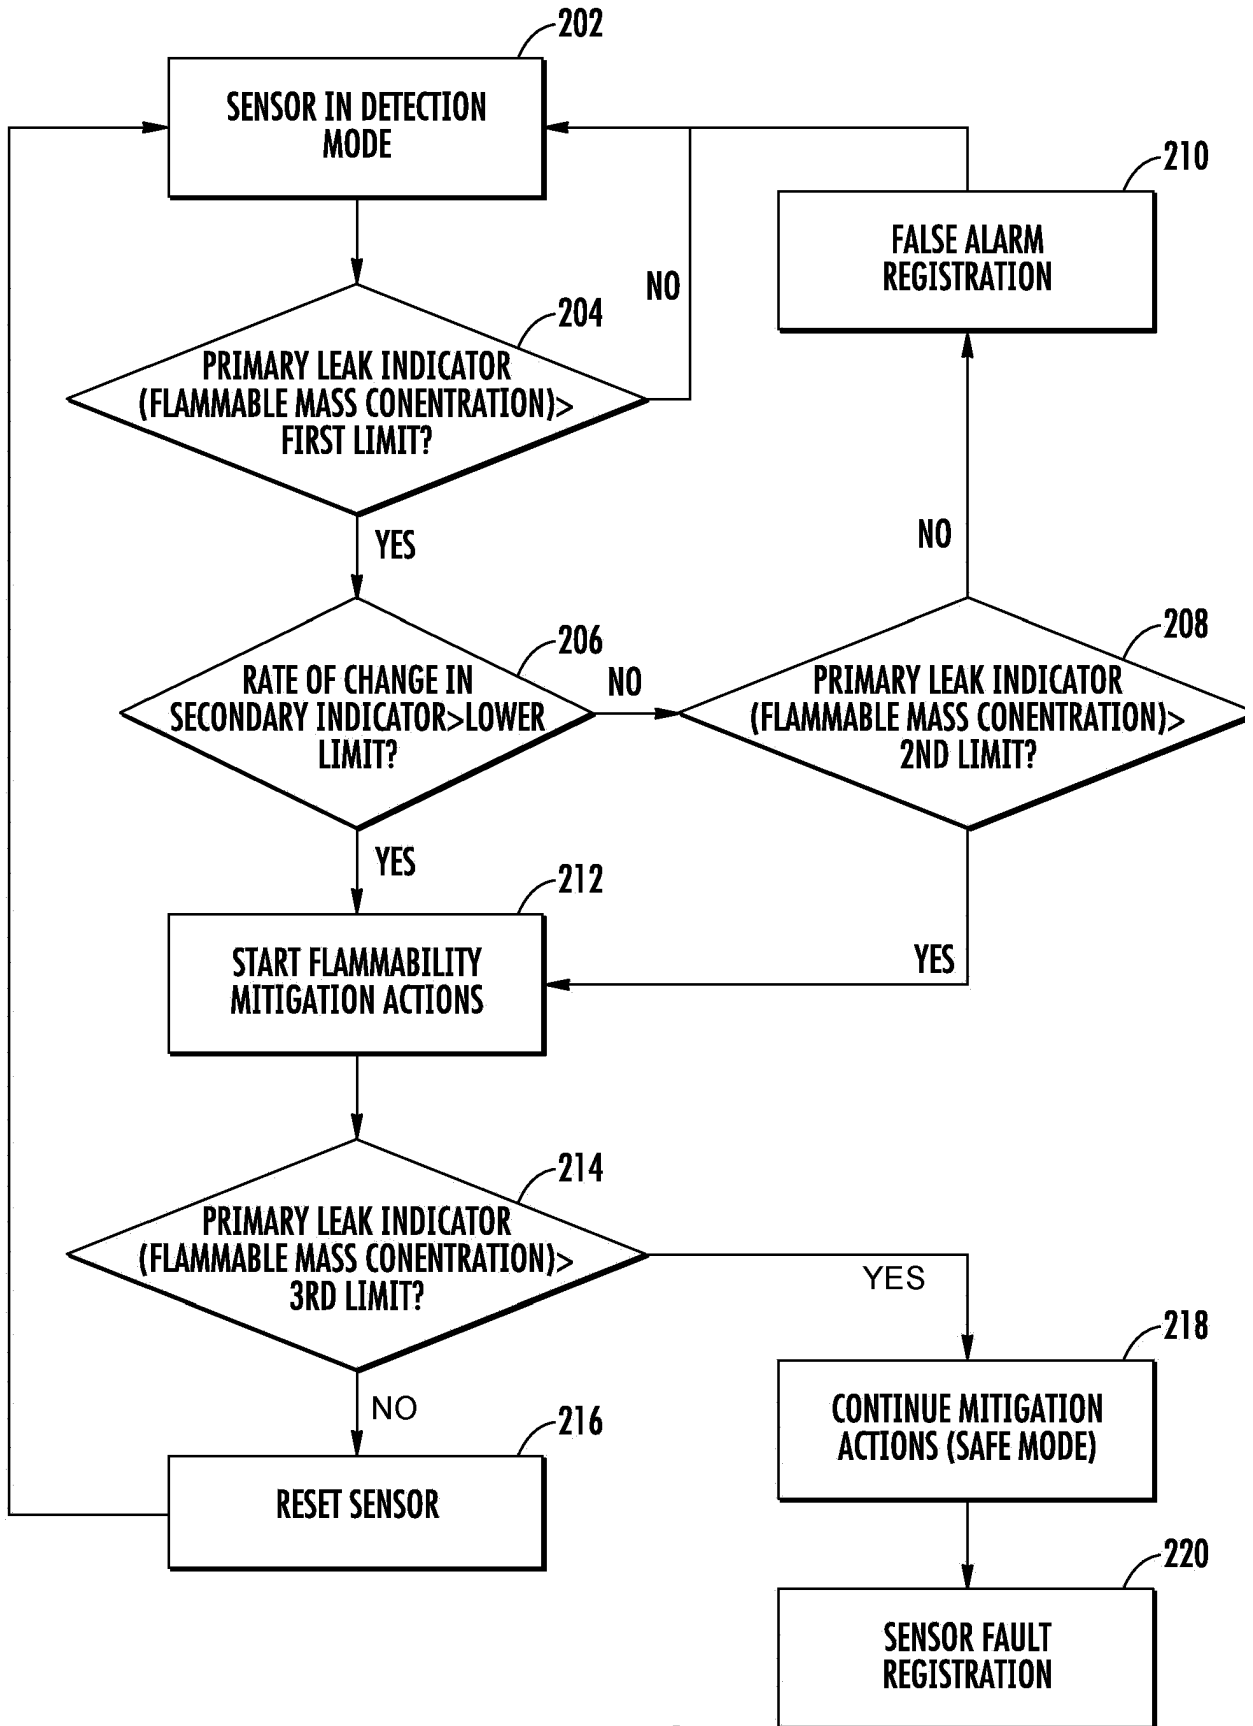 202
SENSOR IN DETECTION
MODE
210
FALSE ALARM
REGISTRATION
NO
204
PRIMARY LEAK INDICATOR
(FLAMMABLE MASS CONENTRATION)>
FIRST LIMIT?
YES
NO
206
RATE OF CHANGE IN
SECONDARY INDICATOR>LOWER
LIMIT?
NO
208
PRIMARY LEAK INDICATOR
(FLAMMABLE MASS CONENTRATION)>
2ND LIMIT?
YES
YES
212
START FLAMMABILITY
MITIGATION ACTIONS
214
PRIMARY LEAK INDICATOR
(FLAMMABLE MASS CONENTRATION)>
3RD LIMIT?
YES
NO
216
RESET SENSOR
218
CONTINUE MITIGATION
ACTIONS (SAFE MODE)
220
SENSOR FAULT
REGISTRATION